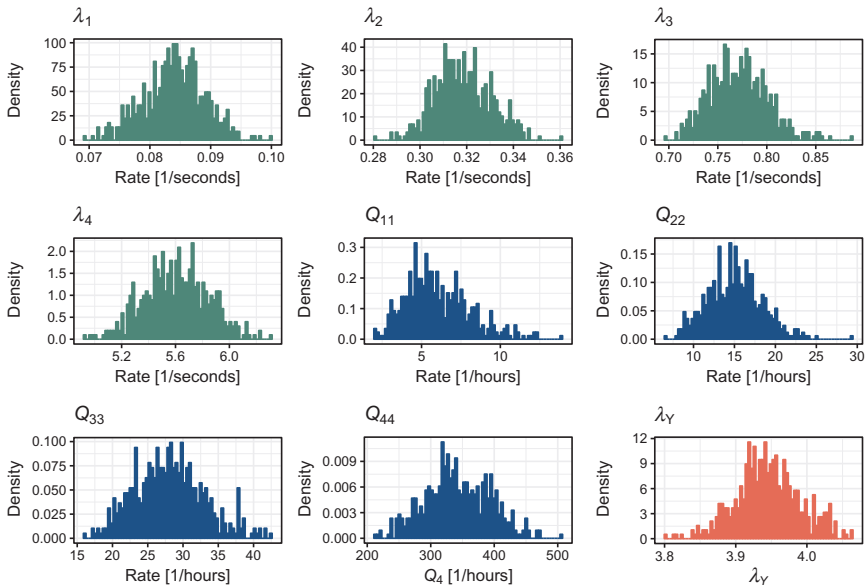 λ1
λ2
λ3
Density
100
75
50
25
0
0.07 0.08 0.09 0.10
Rate [1/seconds]
Density
40
30
20
10
0
0.28 0.30 0.32 0.34 0.36
Rate [1/seconds]
Density
15
10
5
0
0.70 0.75 0.80 0.85
Rate [1/seconds]
λ4
Q11
Q22
Density
2.0
1.5
1.0
0.5
0.0
5.2 5.6 6.0
Rate [1/seconds]
Density
0.3
0.2
0.1
0.0
5 10
Rate [1/hours]
Density
0.15
0.10
0.05
0.00
10 15 20 25 30
Rate [1/hours]
Q33
Q44
λY
Density
0.100
0.075
0.050
0.025
0.000
15 20 25 30 35 40
Rate [1/hours]
Density
0.009
0.006
0.003
0.000
200 300 400 500
Q4 [1/hours]
Density
12
9
6
3
0
3.8 3.9 4.0
λY